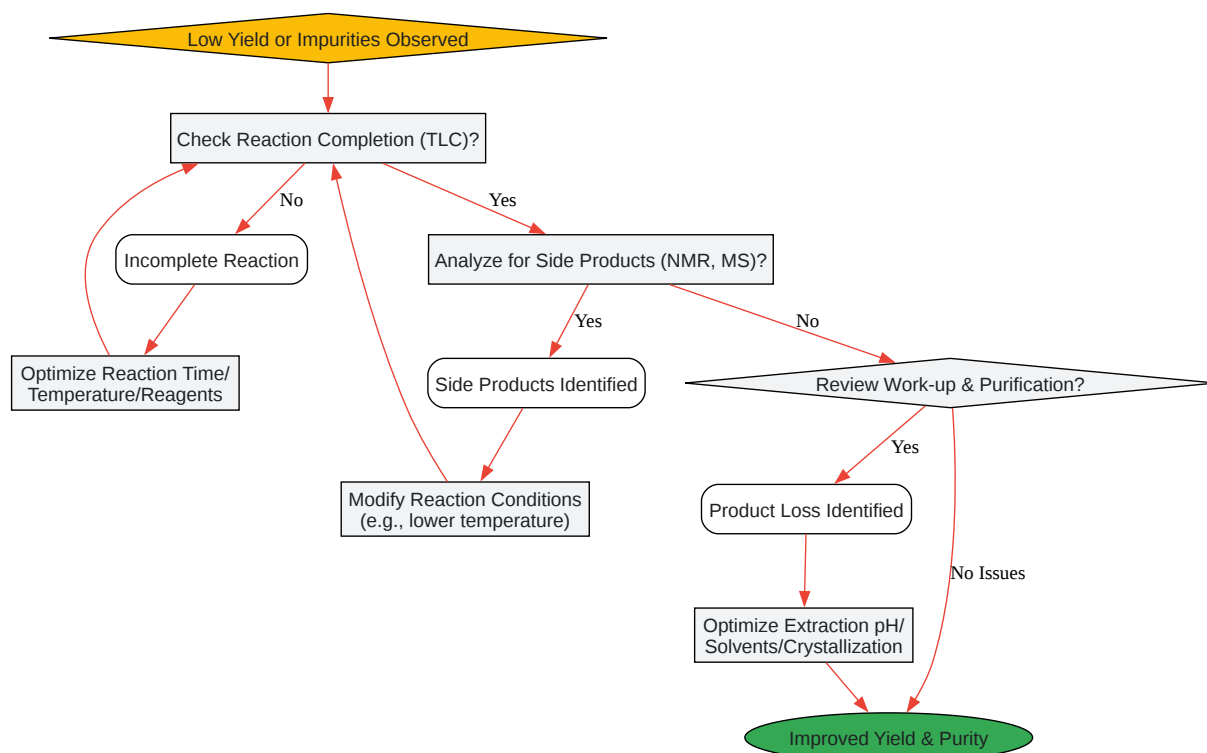 Low Yield or Impurities Observed
Check Reaction Completion (TLC)?
No
Yes
Incomplete Reaction
Analyze for Side Products (NMR, MS)?
Yes
No
Optimize Reaction Time/
Temperature/Reagents
Side Products Identified
Review Work-up & Purification?
Yes
Modify Reaction Conditions
(e.g., lower temperature)
Product Loss Identified
No Issues
Optimize Extraction pH/
Solvents/Crystallization
Improved Yield & Purity